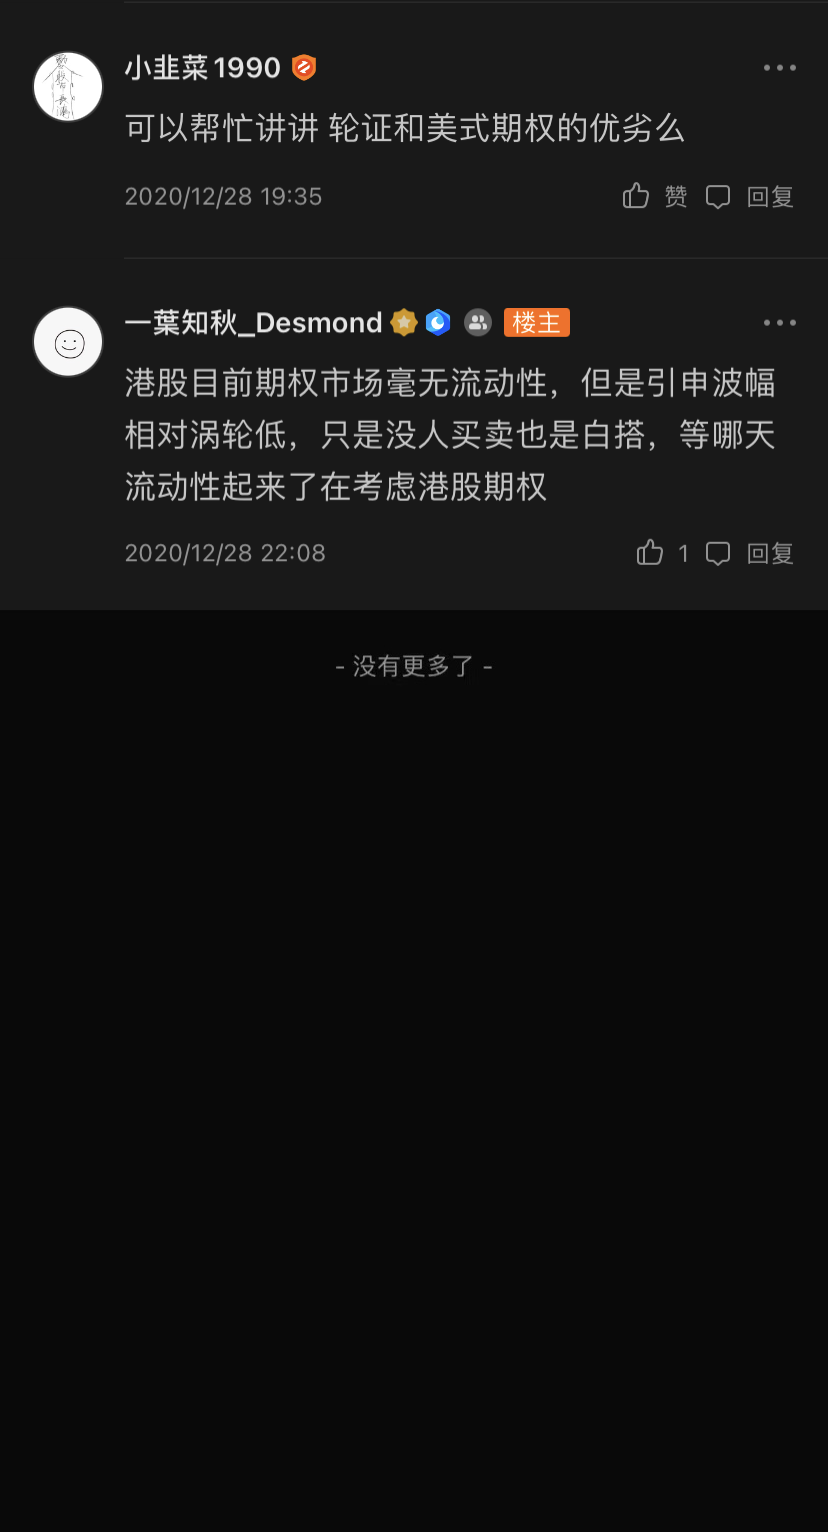 小韭菜1990
可以帮忙讲讲 轮证和美式期权的优劣么
2020/12/28 19:35 赞 回复
一葉知秋_Desmond 楼主
港股目前期权市场毫无流动性，但是引申波幅
相对涡轮低，只是没人买卖也是白搭，等哪天
流动性起来了在考虑港股期权
2020/12/28 22:08 1 回复
- 没有更多了 -